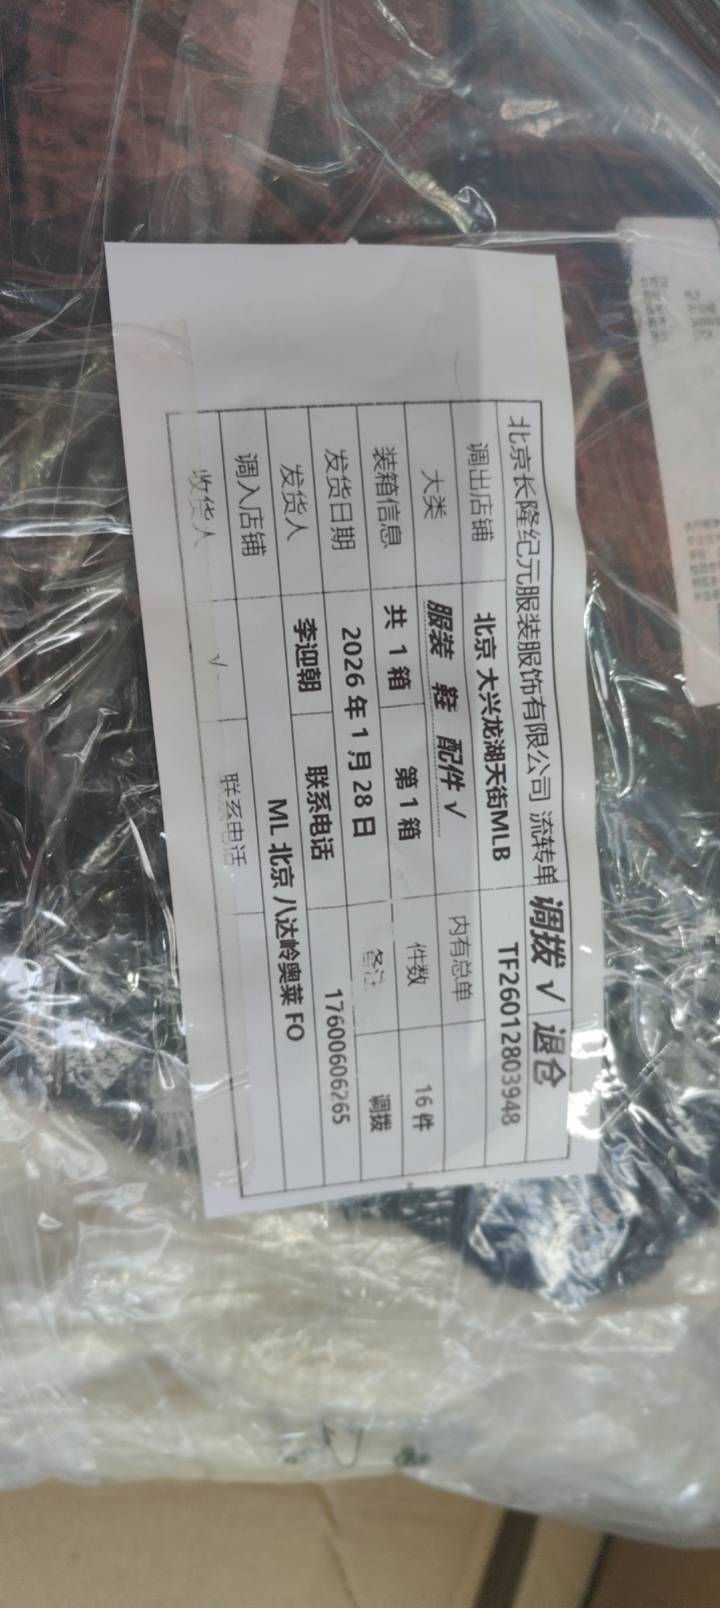 北京长隆纪元服装服饰有限公司 流转单 调拨 √ 退仓
调出店铺 北京 大兴龙湖天街MLB TF26012803948
大类 服装 鞋 配件 √ 内有总单
装箱信息 共 1 箱 第 1 箱 件数 16 件
发货日期 2026 年 1 月 28 日 备注 调拨
发货人 李迎朝 联系电话 17600606265
调入店铺 ML 北京 八达岭奥莱 FO
收货人 √ 联系电话